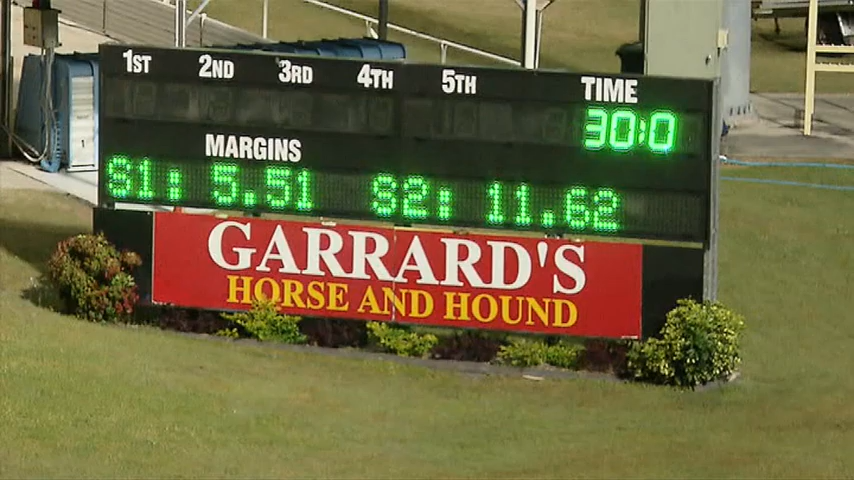 1ST 2ND 3RD 4TH 5TH TIME
30:0
MARGINS
S1: 5.51 S2: 11.62
GARRARD'S
HORSE AND HOUND